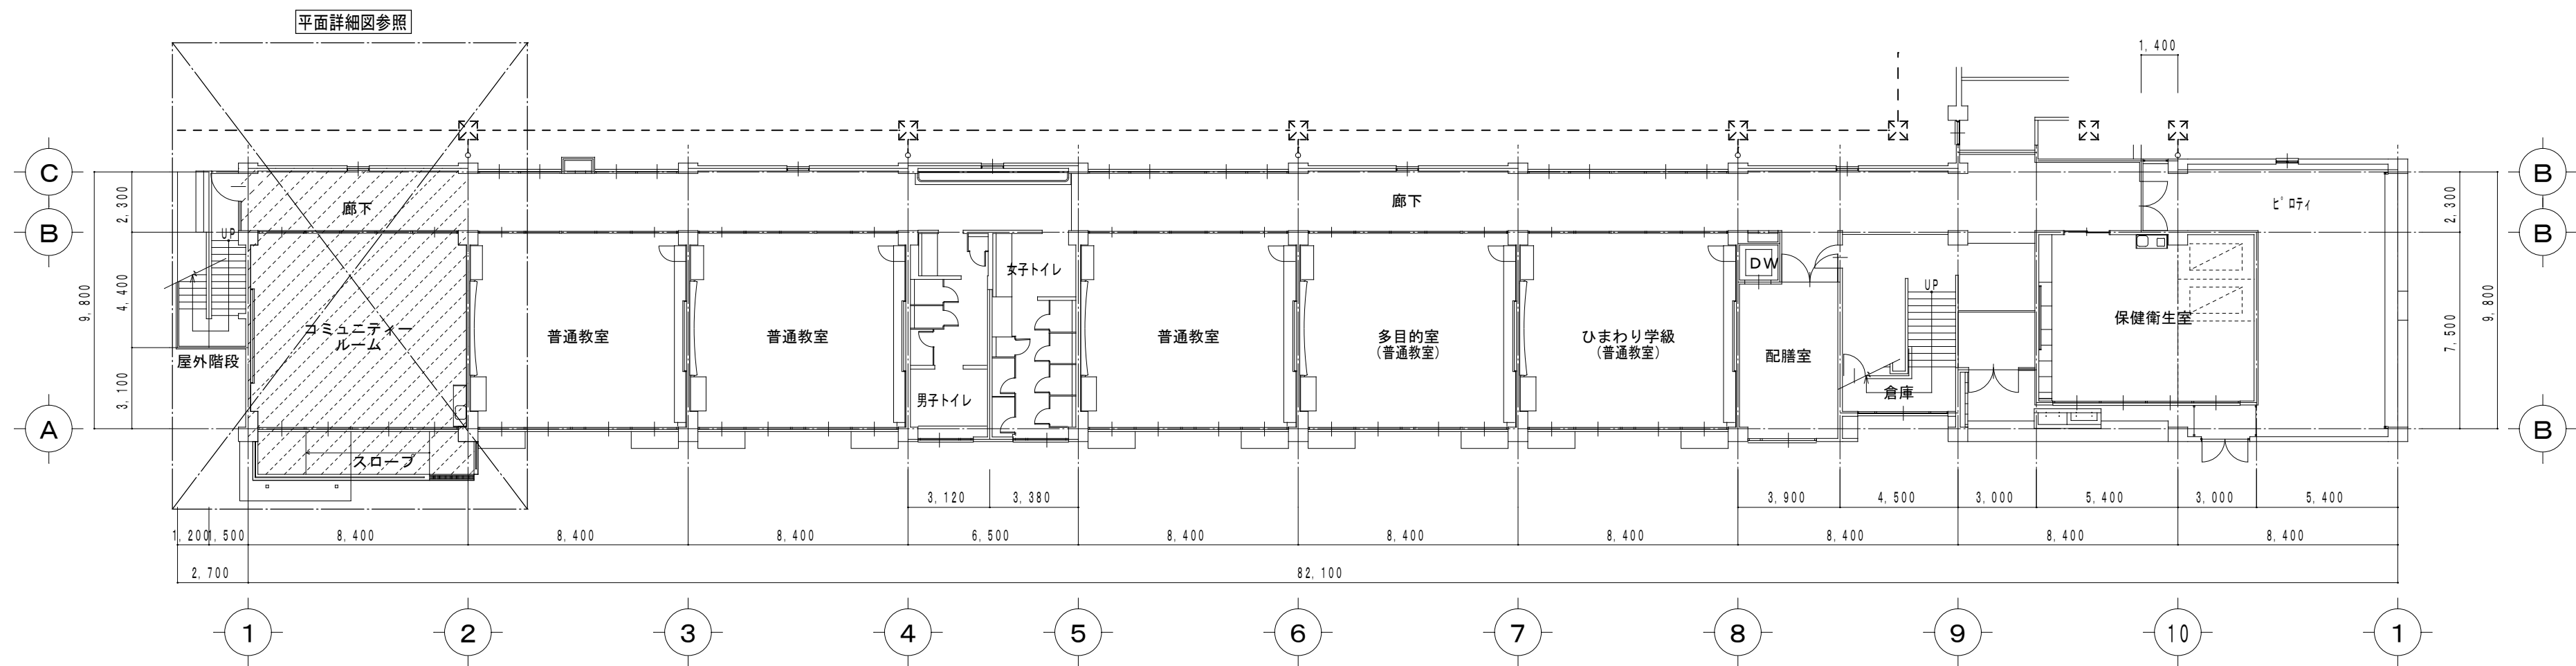 平面詳細図参照
1,400
C
B
A
2,300
4,400
3,100
9,800
廊下
UP
コミュニティー
ルーム
屋外階段
スロープ
普通教室
普通教室
男子トイレ
女子トイレ
普通教室
廊下
多目的室
(普通教室)
ひまわり学級
(普通教室)
DW
配膳室
UP
倉庫
保健衛生室
ピロティ
B
B
B
2,300
7,500
9,800
3,120
3,380
3,900
4,500
3,000
5,400
3,000
5,400
1,200
1,500
8,400
8,400
8,400
6,500
8,400
8,400
8,400
8,400
8,400
8,400
2,700
82,100
1
2
3
4
5
6
7
8
9
10
1